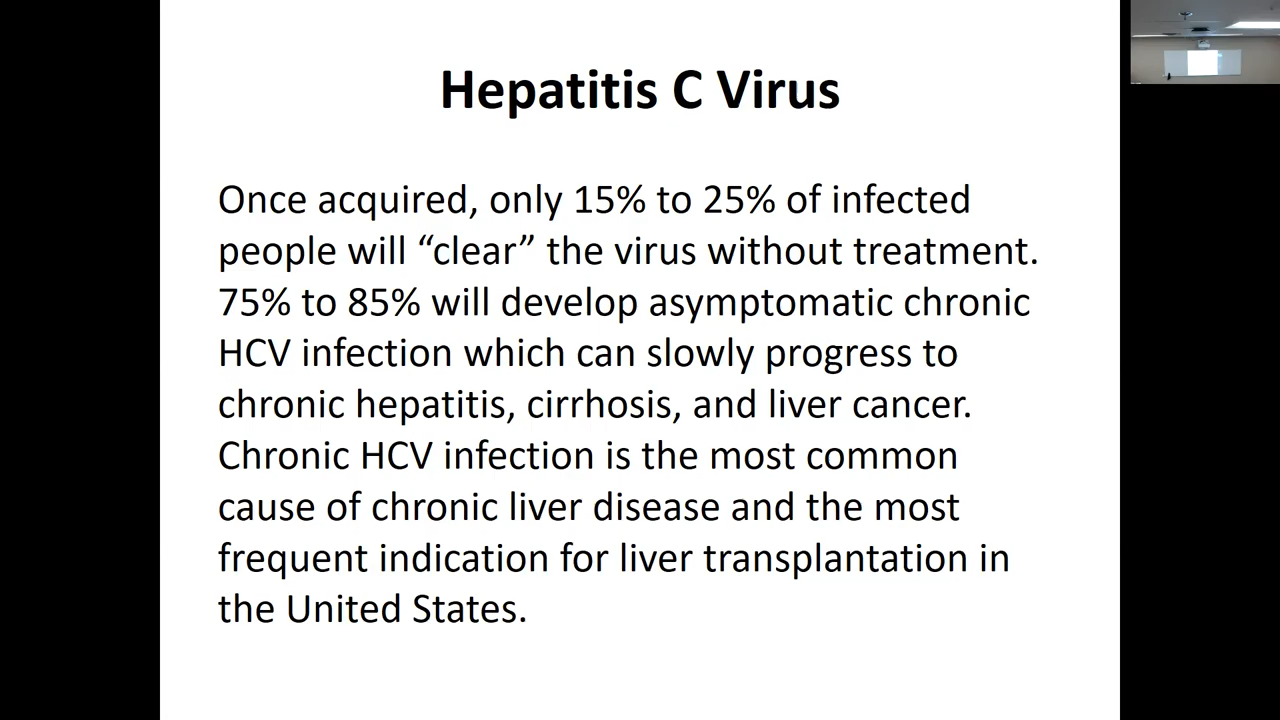 Hepatitis C Virus
Once acquired, only 15% to 25% of infected
people will “clear” the virus without treatment.
75% to 85% will develop asymptomatic chronic
HCV infection which can slowly progress to
chronic hepatitis, cirrhosis, and liver cancer.
Chronic HCV infection is the most common
cause of chronic liver disease and the most
frequent indication for liver transplantation in
the United States.